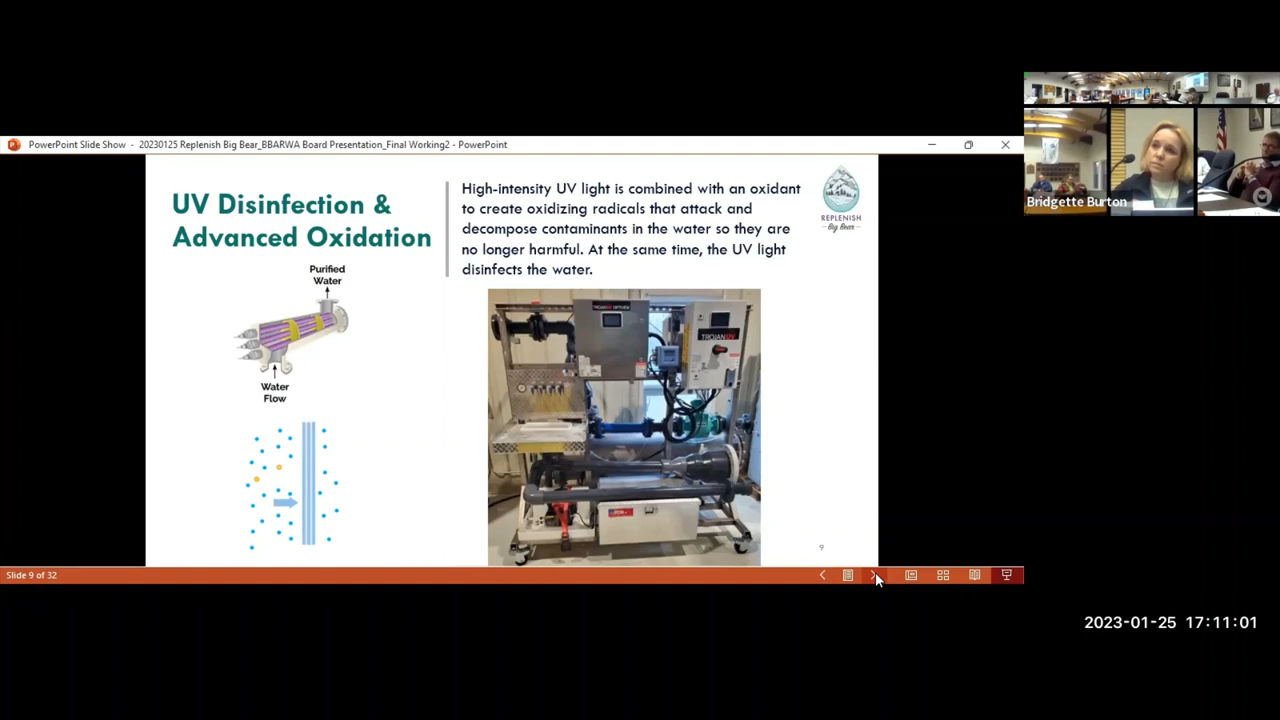 PowerPoint Slide Show - 20230125 Replenish Big Bear_BBARWA Board Presentation_Final Working2 - PowerPoint
UV Disinfection &
Advanced Oxidation
High-intensity UV light is combined with an oxidant
to create oxidizing radicals that attack and
decompose contaminants in the water so they are
no longer harmful. At the same time, the UV light
disinfects the water.
REPLENISH
Big Bear
Purified
Water
Water
Flow
TROJANUV
9
Slide 9 of 32
Bridgette Burton
2023-01-25 17:11:01